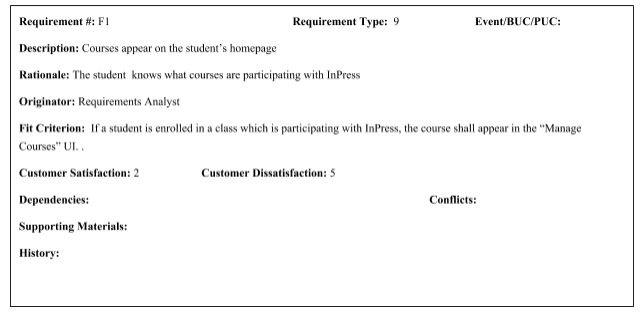 Requirement #: F1 Requirement Type: 9 Event/BUC/PUC:
Description: Courses appear on the student's homepage
Rationale: The student knows what courses are participating with InPress
Originator: Requirements Analyst
Fit Criterion: If a student is enrolled in a class which is participating with InPress, the course shall appear in the “Manage
Courses” UI. .
Customer Satisfaction: 2 Customer Dissatisfaction: 5
Dependencies: Conflicts:
Supporting Materials:
History: